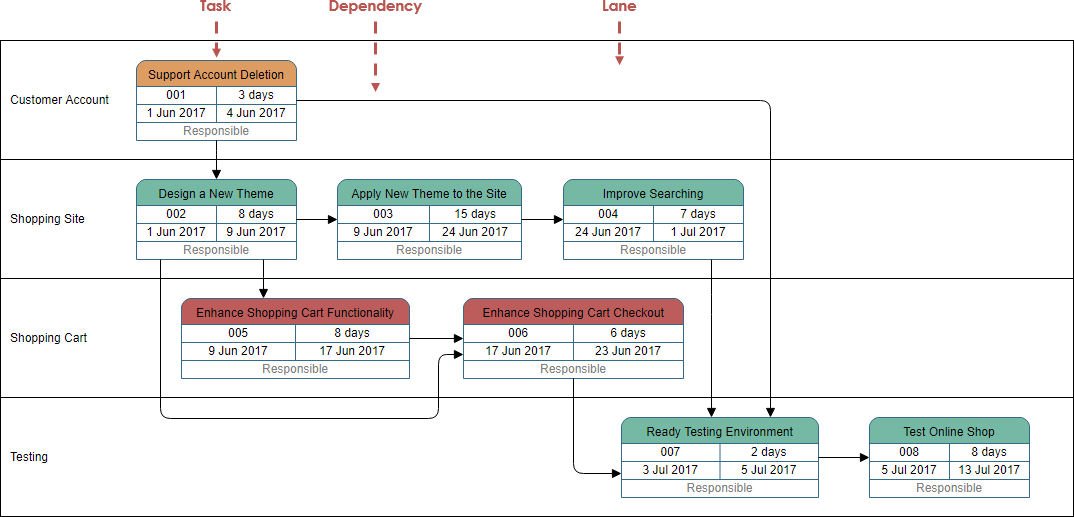 Task Dependency Lane
Customer Account
Support Account Deletion
001 3 days
1 Jun 2017 4 Jun 2017
Responsible
Shopping Site
Design a New Theme
002 8 days
1 Jun 2017 9 Jun 2017
Responsible
Apply New Theme to the Site
003 15 days
9 Jun 2017 24 Jun 2017
Responsible
Improve Searching
004 7 days
24 Jun 2017 1 Jul 2017
Responsible
Shopping Cart
Enhance Shopping Cart Functionality
005 8 days
9 Jun 2017 17 Jun 2017
Responsible
Enhance Shopping Cart Checkout
006 6 days
17 Jun 2017 23 Jun 2017
Responsible
Testing
Ready Testing Environment
007 2 days
3 Jul 2017 5 Jul 2017
Responsible
Test Online Shop
008 8 days
5 Jul 2017 13 Jul 2017
Responsible